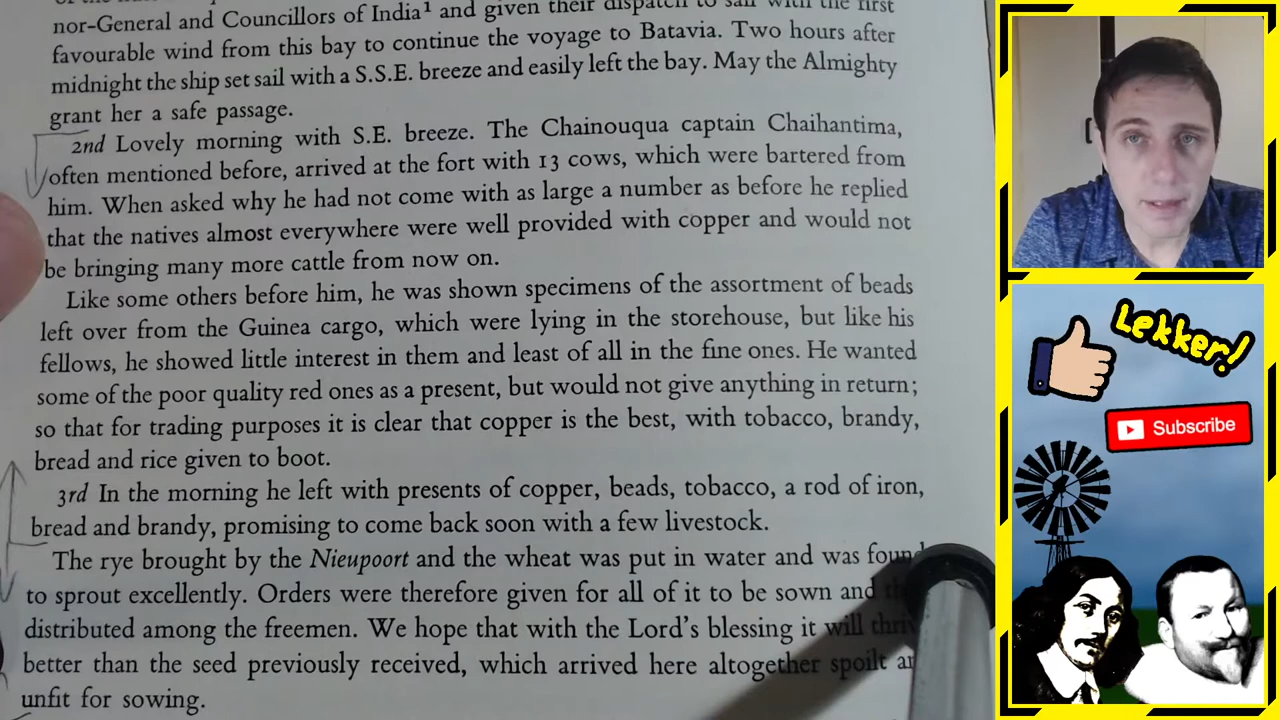 nor-General and Councillors of India¹ and given their dispatch to sail with the first
favourable wind from this bay to continue the voyage to Batavia. Two hours after
midnight the ship set sail with a S.S.E. breeze and easily left the bay. May the Almighty
grant her a safe passage.
2nd Lovely morning with S.E. breeze. The Chainouqua captain Chaihantima,
often mentioned before, arrived at the fort with 13 cows, which were bartered from
him. When asked why he had not come with as large a number as before he replied
that the natives almost everywhere were well provided with copper and would not
be bringing many more cattle from now on.
Like some others before him, he was shown specimens of the assortment of beads
left over from the Guinea cargo, which were lying in the storehouse, but like his
fellows, he showed little interest in them and least of all in the fine ones. He wanted
some of the poor quality red ones as a present, but would not give anything in return;
so that for trading purposes it is clear that copper is the best, with tobacco, brandy,
bread and rice given to boot.
3rd In the morning he left with presents of copper, beads, tobacco, a rod of iron,
bread and brandy, promising to come back soon with a few livestock.
The rye brought by the Nieupoort and the wheat was put in water and was found
to sprout excellently. Orders were therefore given for all of it to be sown and
distributed among the freemen. We hope that with the Lord's blessing it will
better than the seed previously received, which arrived here altogether spoilt
unfit for sowing.
Lekker!
Subscribe